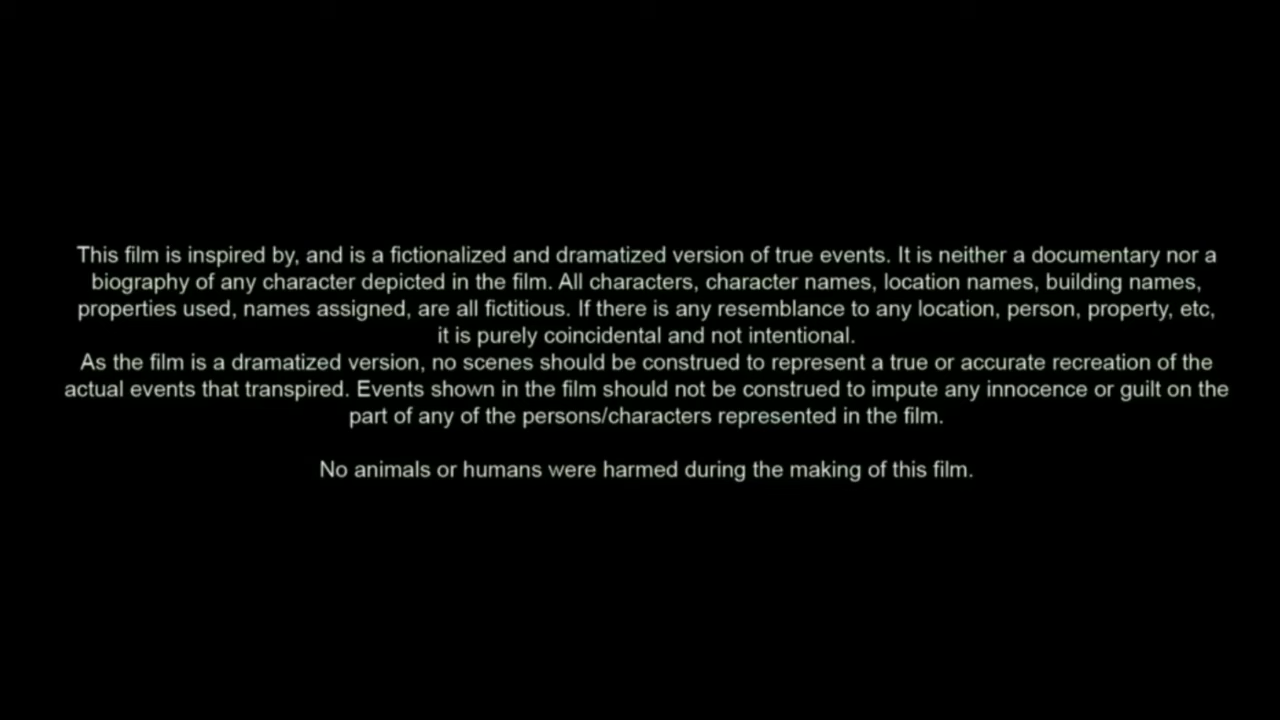 This film is inspired by, and is a fictionalized and dramatized version of true events. It is neither a documentary nor a
biography of any character depicted in the film. All characters, character names, location names, building names,
properties used, names assigned, are all fictitious. If there is any resemblance to any location, person, property, etc,
it is purely coincidental and not intentional.
As the film is a dramatized version, no scenes should be construed to represent a true or accurate recreation of the
actual events that transpired. Events shown in the film should not be construed to impute any innocence or guilt on the
part of any of the persons/characters represented in the film.
No animals or humans were harmed during the making of this film.